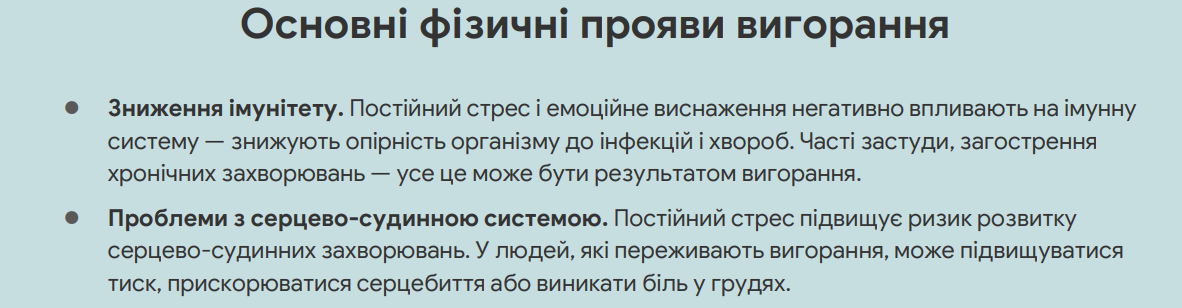 Основні фізичні прояви вигорання
● Зниження імунітету. Постійний стрес і емоційне виснаження негативно впливають на імунну
систему — знижують опірність організму до інфекцій і хвороб. Часті застуди, загострення
хронічних захворювань — усе це може бути результатом вигорання.
● Проблеми з серцево-судинною системою. Постійний стрес підвищує ризик розвитку
серцево-судинних захворювань. У людей, які переживають вигорання, може підвищуватися
тиск, прискорюватися серцебиття або виникати біль у грудях.